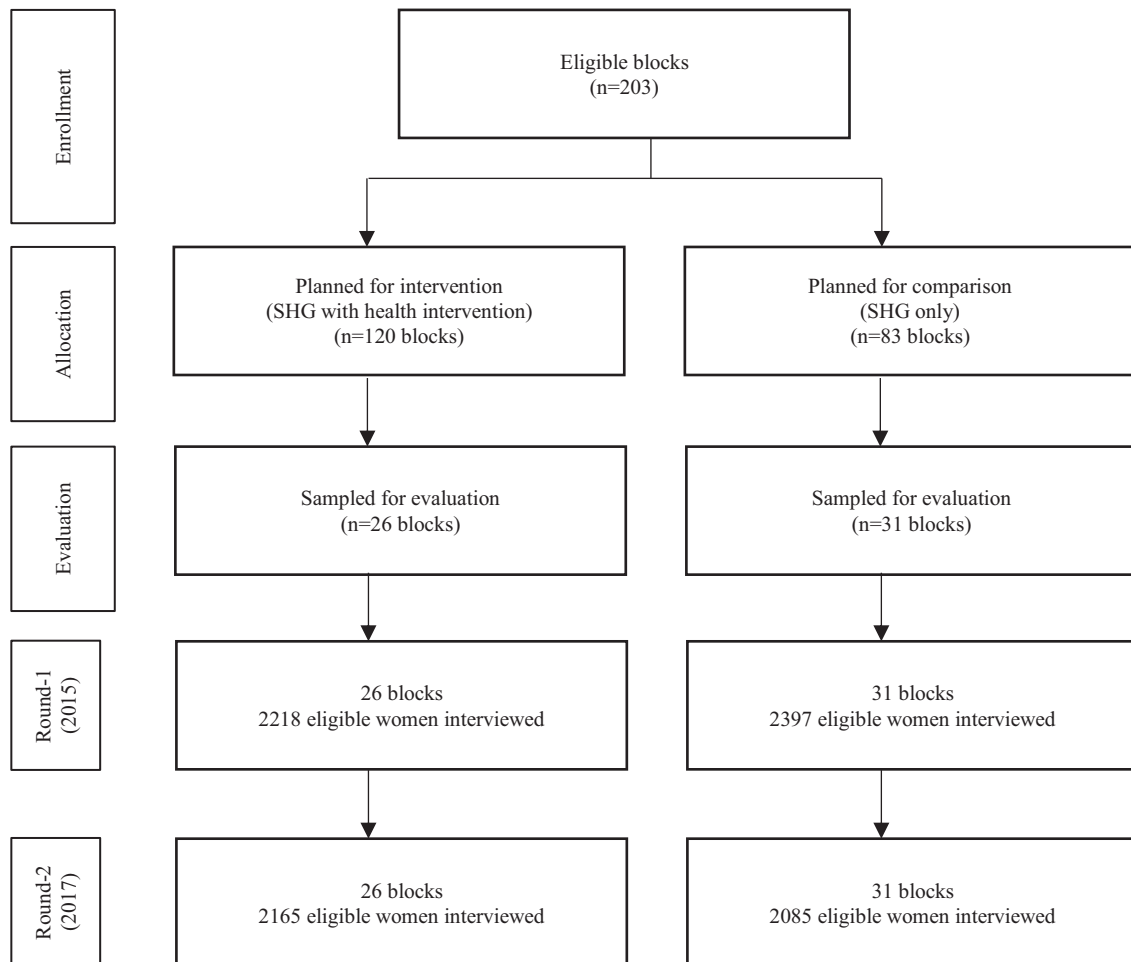 Enrollment
Eligible blocks
(n=203)
Allocation
Planned for intervention
(SHG with health intervention)
(n=120 blocks)
Planned for comparison
(SHG only)
(n=83 blocks)
Evaluation
Sampled for evaluation
(n=26 blocks)
Sampled for evaluation
(n=31 blocks)
Round-1
(2015)
26 blocks
2218 eligible women interviewed
31 blocks
2397 eligible women interviewed
Round-2
(2017)
26 blocks
2165 eligible women interviewed
31 blocks
2085 eligible women interviewed